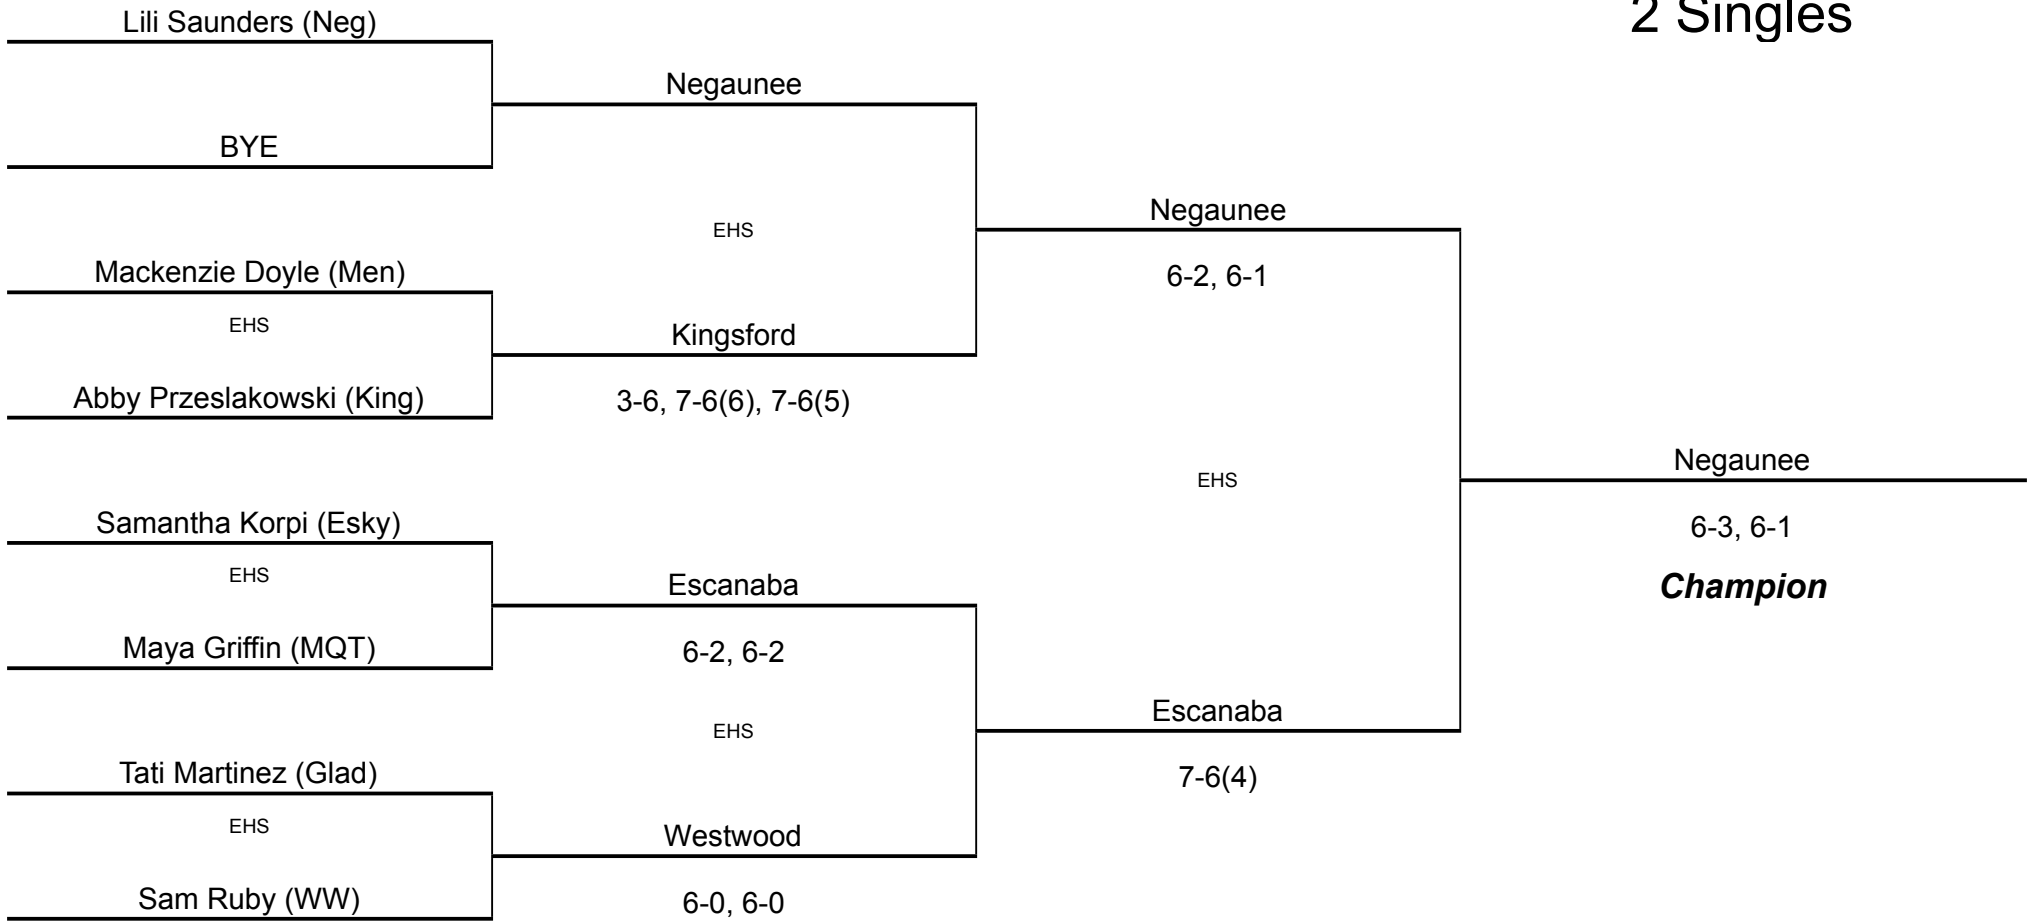 2 Singles
Lili Saunders (Neg)
Negaunee
BYE
EHS
Negaunee
Mackenzie Doyle (Men)
6-2, 6-1
EHS
Kingsford
Abby Przeslakowski (King)
3-6, 7-6(6), 7-6(5)
Negaunee
EHS
Samantha Korpi (Esky)
6-3, 6-1
EHS
Escanaba
Champion
Maya Griffin (MQT)
6-2, 6-2
Escanaba
EHS
Tati Martinez (Glad)
7-6(4)
EHS
Westwood
Sam Ruby (WW)
6-0, 6-0